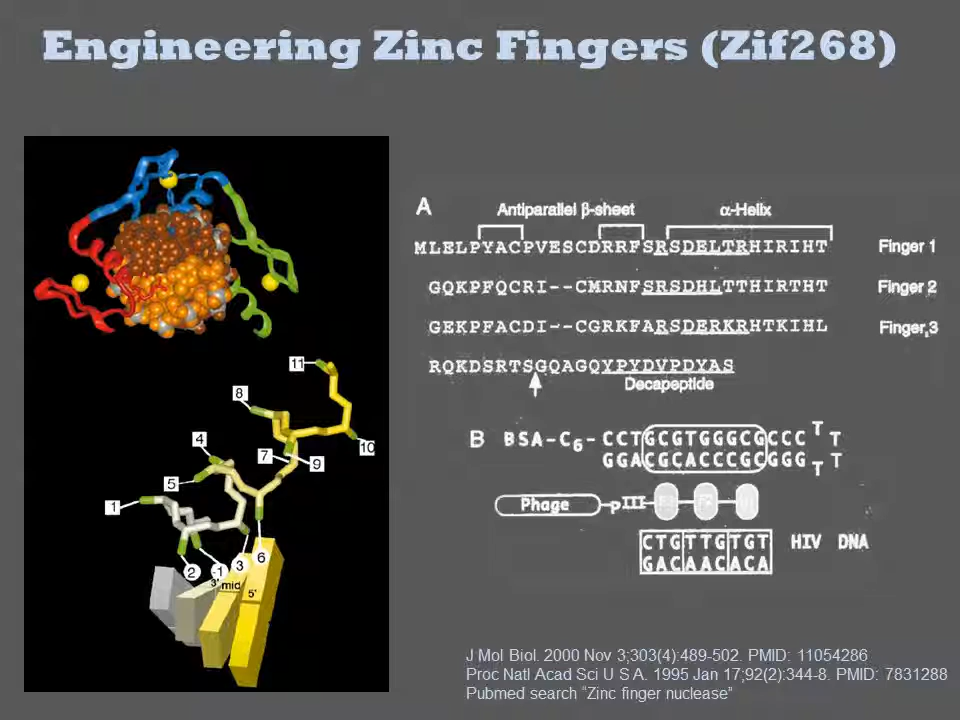 Engineering Zinc Fingers (Zif268)
A
Antiparallel β-sheet
α-Helix
MLELPYACPVESCDRRFSRSDELTRHIRIHT Finger 1
GQKPFQCRI--CMRNFSRSDHLTTHIRTHT Finger 2
GEKPFACDI--CGRKFARSDERKRHTKIHL Finger 3
RQKDSRTSGQAGQYPYDVPDYAS
Decapeptide
B BSA-C6- CCTGCGTGGGCGCCC T T
GGACGCACCCGCGGG T T
Phage pIII F2
CTGTTGTGT HIV DNA
GACAACACA
11
8
4
10
7
9
5
1
2
-1
3
6
3'
mid
5'
J Mol Biol. 2000 Nov 3;303(4):489-502. PMID: 11054286
Proc Natl Acad Sci U S A. 1995 Jan 17;92(2):344-8. PMID: 7831288
Pubmed search “Zinc finger nuclease”